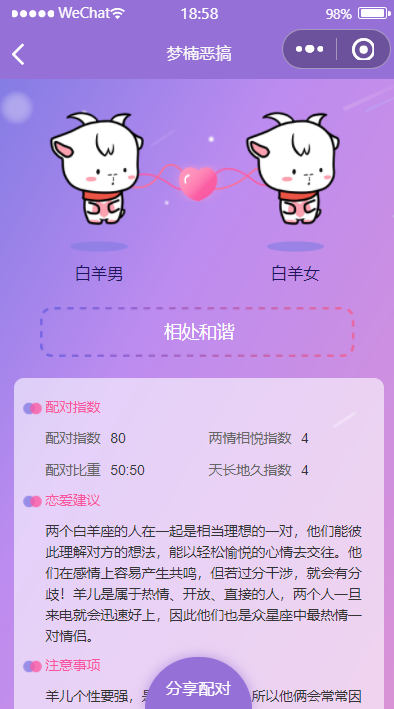 WeChat 18:58 98%
梦楠恶搞
白羊男 白羊女
相处和谐
配对指数
配对指数 80 两情相悦指数 4
配对比重 50:50 天长地久指数 4
恋爱建议
两个白羊座的人在一起是相当理想的一对，他们能彼
此理解对方的想法，能以轻松愉悦的心情去交往。他
们在感情上容易产生共鸣，但若过分干涉，就会有分
歧！羊儿是属于热情、开放、直接的人，两个人一旦
来电就会迅速好上，因此他们也是众星座中最热情一
对情侣。
注意事项
羊儿个性要强，是 所以他俩会常常因
分享配对